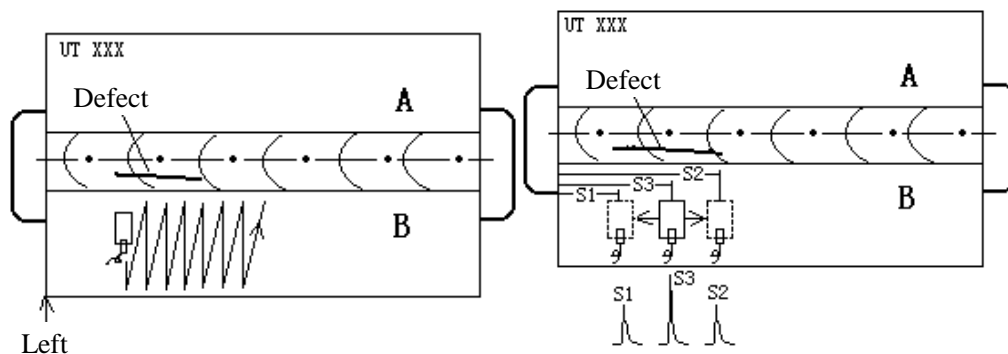 UT XXX
Defect
A
B
Left
UT XXX
Defect
A
S2
S3
S1
B
S3
S1
S2